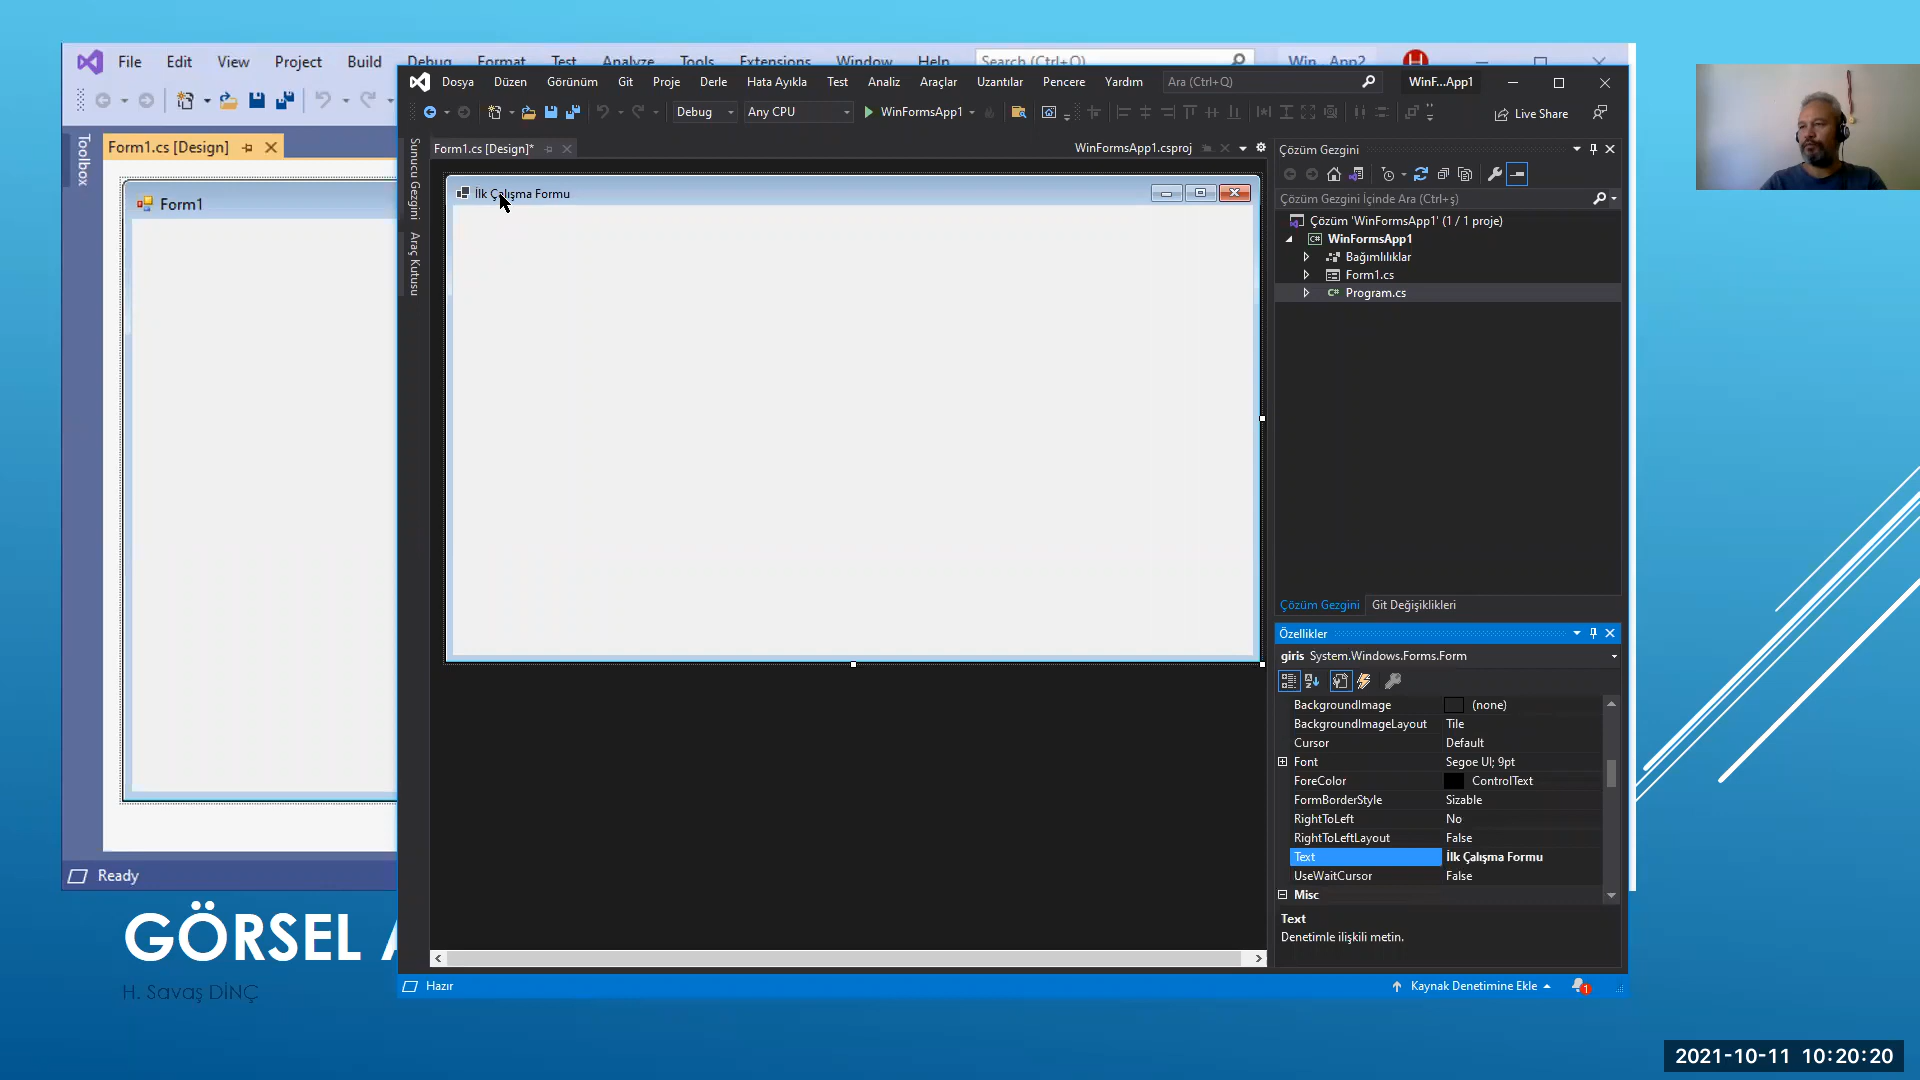 File Edit View Project Build Debug Format Test Analyze Tools Extensions Window Help Search (Ctrl+Q) Win_App2
Toolbox
Form1.cs [Design]
Form1
Ready
GÖRSEL A
H. Savaş DİNÇ
Dosya Düzen Görünüm Git Proje Derle Hata Ayıkla Test Analiz Araçlar Uzantılar Pencere Yardım Ara (Ctrl+Q) WinF...App1
Debug Any CPU WinFormsApp1 Live Share
Sunucu Gezgini
Araç Kutusu
Form1.cs [Design]* WinFormsApp1.csproj
İlk Çalışma Formu
Çözüm Gezgini
Çözüm Gezgini İçinde Ara (Ctrl+ş)
Çözüm 'WinFormsApp1' (1 / 1 proje)
WinFormsApp1
Bağımlılıklar
Form1.cs
Program.cs
Çözüm Gezgini Git Değişiklikleri
Özellikler
giris System.Windows.Forms.Form
BackgroundImage (none)
BackgroundImageLayout Tile
Cursor Default
Font Segoe UI; 9pt
ForeColor ControlText
FormBorderStyle Sizable
RightToLeft No
RightToLeftLayout False
Text İlk Çalışma Formu
UseWaitCursor False
Misc
Text
Denetimle ilişkili metin.
Hazır Kaynak Denetimine Ekle 1
2021-10-11 10:20:20